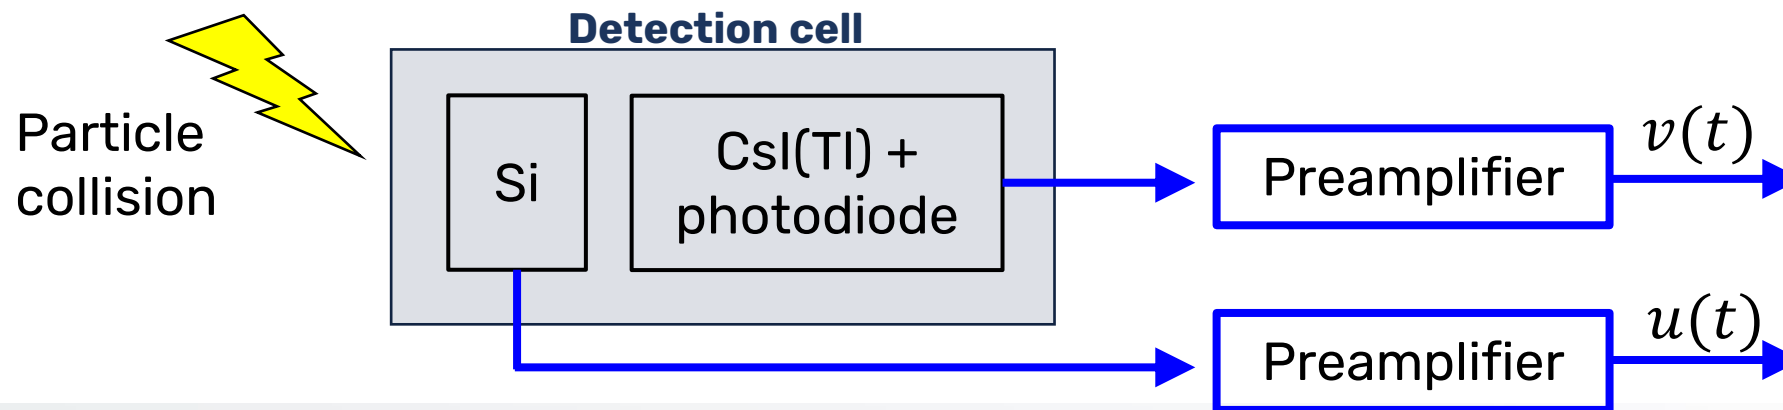 Detection cell
Particle
collision
Si
CsI(Tl) +
photodiode
Preamplifier
v(t)
Preamplifier
u(t)